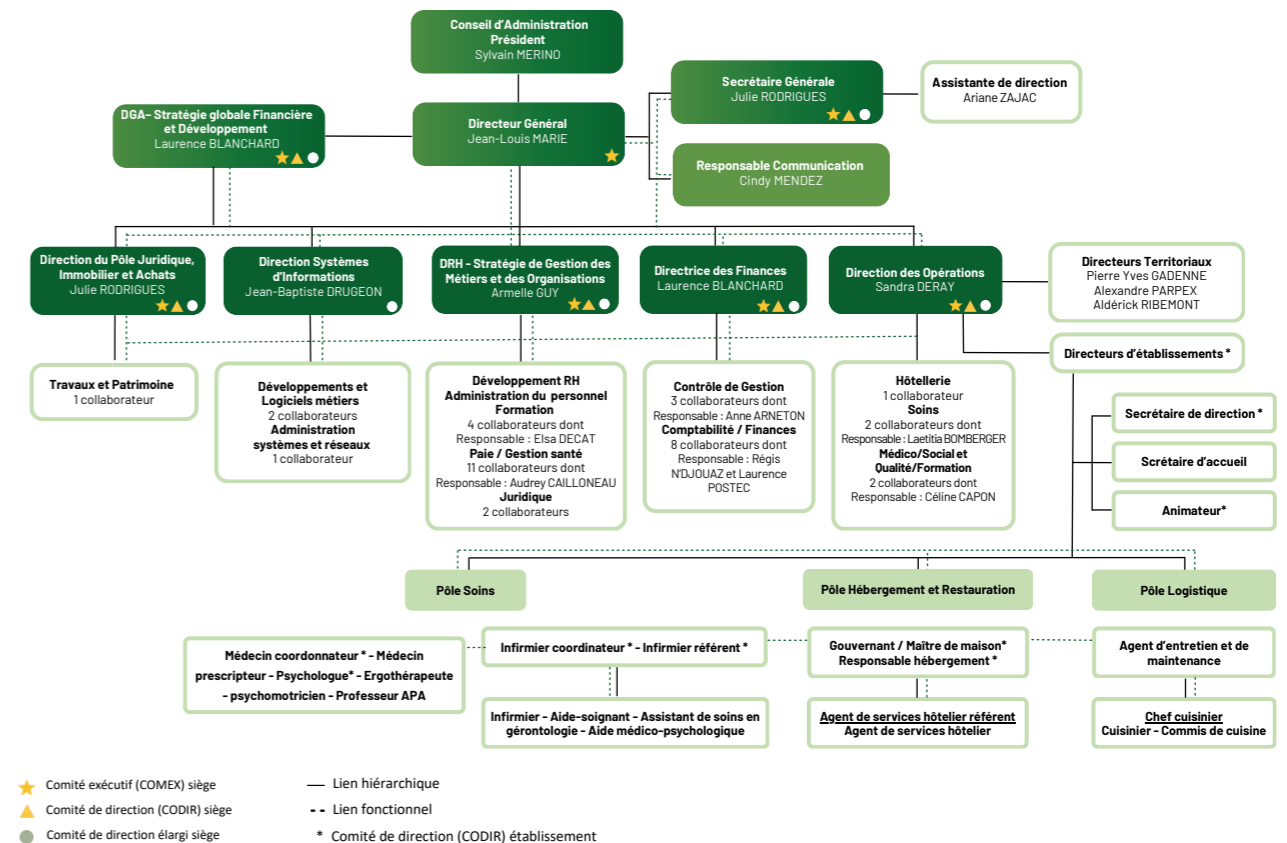 Conseil d'Administration
Président
Sylvain MERINO
Secrétaire Générale
Julie RODRIGUES
Assistante de direction
Ariane ZAJAC
DGA- Stratégie globale Financière
et Développement
Laurence BLANCHARD
Directeur Général
Jean-Louis MARIE
Responsable Communication
Cindy MENDEZ
Direction du Pôle Juridique,
Immobilier et Achats
Julie RODRIGUES
Direction Systèmes
d'Informations
Jean-Baptiste DRUGEON
DRH - Stratégie de Gestion des
Métiers et des Organisations
Armelle GUY
Directrice des Finances
Laurence BLANCHARD
Direction des Opérations
Sandra DERAY
Directeurs Territoriaux
Pierre Yves GADENNE
Alexandre PARPEX
Aldérick RIBEMONT
Directeurs d'établissements *
Travaux et Patrimoine
1 collaborateur
Développements et
Logiciels métiers
2 collaborateurs
Administration
systèmes et réseaux
1 collaborateur
Développement RH
Administration du personnel
Formation
4 collaborateurs dont
Responsable : Elsa DECAT
Paie / Gestion santé
11 collaborateurs dont
Responsable : Audrey CAILLONEAU
Juridique
2 collaborateurs
Contrôle de Gestion
3 collaborateurs dont
Responsable : Anne ARNETON
Comptabilité / Finances
8 collaborateurs dont
Responsable : Régis
N'DJOUAZ et Laurence
POSTEC
Hôtellerie
1 collaborateur
Soins
2 collaborateurs dont
Responsable : Laetitia BOMBERGER
Médico/Social et
Qualité/Formation
2 collaborateurs dont
Responsable : Céline CAPON
Secrétaire de direction *
Scrétaire d'accueil
Animateur*
Pôle Soins
Pôle Hébergement et Restauration
Pôle Logistique
Médecin coordonnateur * - Médecin
prescripteur - Psychologue* - Ergothérapeute
- psychomotricien - Professeur APA
Infirmier coordinateur * - Infirmier référent *
Gouvernant / Maître de maison*
Responsable hébergement *
Agent d'entretien et de
maintenance
Infirmier - Aide-soignant - Assistant de soins en
gérontologie - Aide médico-psychologique
Agent de services hôtelier référent
Agent de services hôtelier
Chef cuisinier
Cuisinier - Commis de cuisine
Comité exécutif (COMEX) siège
Comité de direction (CODIR) siège
Comité de direction élargi siège
Lien hiérarchique
Lien fonctionnel
* Comité de direction (CODIR) établissement